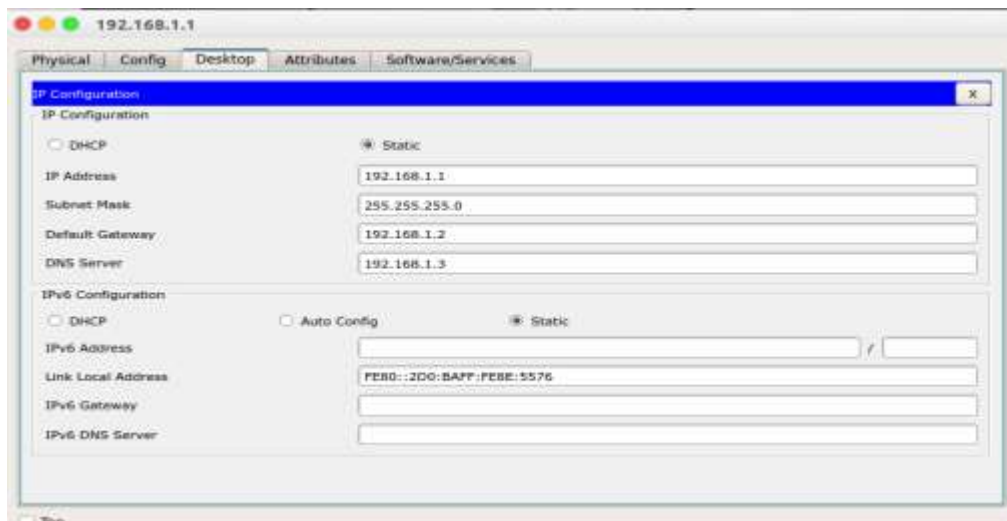 192.168.1.1
Physical Config Desktop Attributes Software/Services
IP Configuration X
IP Configuration
DHCP Static
IP Address 192.168.1.1
Subnet Mask 255.255.255.0
Default Gateway 192.168.1.2
DNS Server 192.168.1.3
IPv6 Configuration
DHCP Auto Config Static
IPv6 Address /
Link Local Address FE80::2D0:BAFF:FE8E:5576
IPv6 Gateway
IPv6 DNS Server
Top